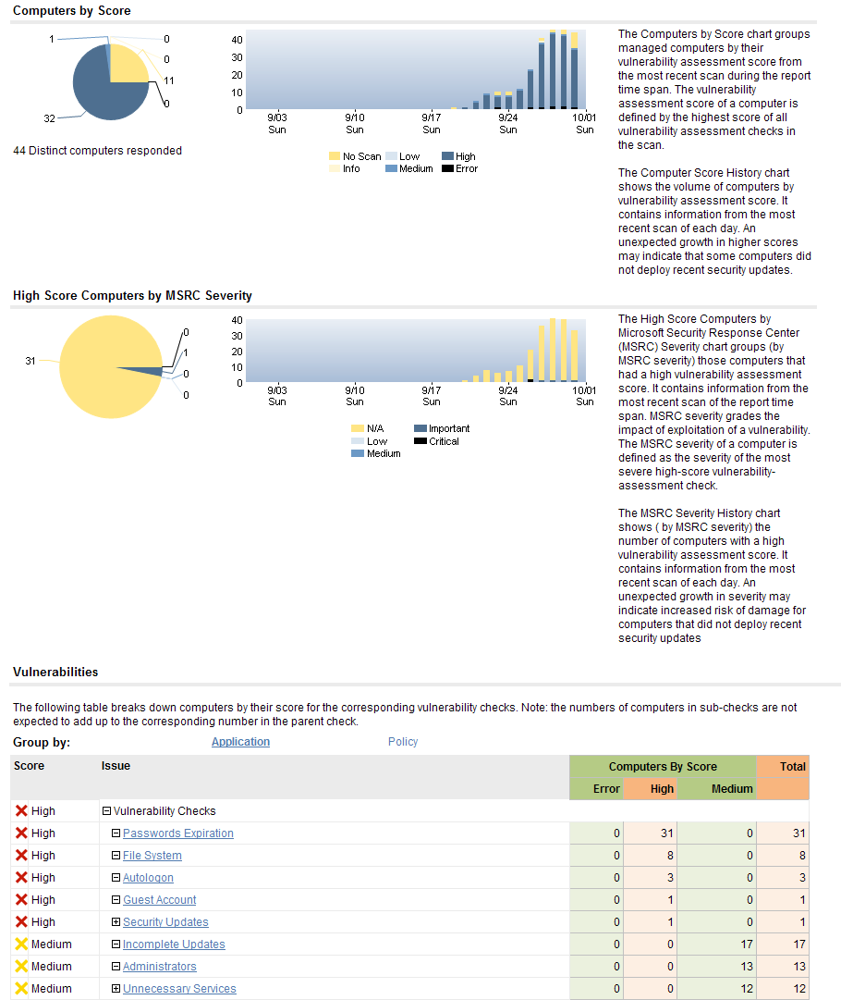 Computers by Score
1
0
0
11
0
32
44 Distinct computers responded
40
30
20
10
0
9/03
Sun
9/10
Sun
9/17
Sun
9/24
Sun
10/01
Sun
No Scan
Low
High
Info
Medium
Error
The Computers by Score chart groups
managed computers by their
vulnerability assessment score from
the most recent scan during the report
time span. The vulnerability
assessment score of a computer is
defined by the highest score of all
vulnerability assessment checks in
the scan.
The Computer Score History chart
shows the volume of computers by
vulnerability assessment score. It
contains information from the most
recent scan of each day. An
unexpected growth in higher scores
may indicate that some computers did
not deploy recent security updates.
High Score Computers by MSRC Severity
31
0
1
0
0
40
30
20
10
0
9/03
Sun
9/10
Sun
9/17
Sun
9/24
Sun
10/01
Sun
N/A
Important
Low
Critical
Medium
The High Score Computers by
Microsoft Security Response Center
(MSRC) Severity chart groups (by
MSRC severity) those computers that
had a high vulnerability assessment
score. It contains information from the
most recent scan of the report time
span. MSRC severity grades the
impact of exploitation of a vulnerability.
The MSRC severity of a computer is
defined as the severity of the most
severe high-score vulnerability-
assessment check.
The MSRC Severity History chart
shows ( by MSRC severity) the
number of computers with a high
vulnerability assessment score. It
contains information from the most
recent scan of each day. An
unexpected growth in severity may
indicate increased risk of damage for
computers that did not deploy recent
security updates
Vulnerabilities
The following table breaks down computers by their score for the corresponding vulnerability checks. Note: the numbers of computers in sub-checks are not
expected to add up to the corresponding number in the parent check.
Group by: Application Policy
Score Issue Computers By Score Total
Error High Medium
High Vulnerability Checks
High Passwords Expiration 0 31 0 31
High File System 0 8 0 8
High Autologon 0 3 0 3
High Guest Account 0 1 0 1
High Security Updates 0 1 0 1
Medium Incomplete Updates 0 0 17 17
Medium Administrators 0 0 13 13
Medium Unnecessary Services 0 0 12 12